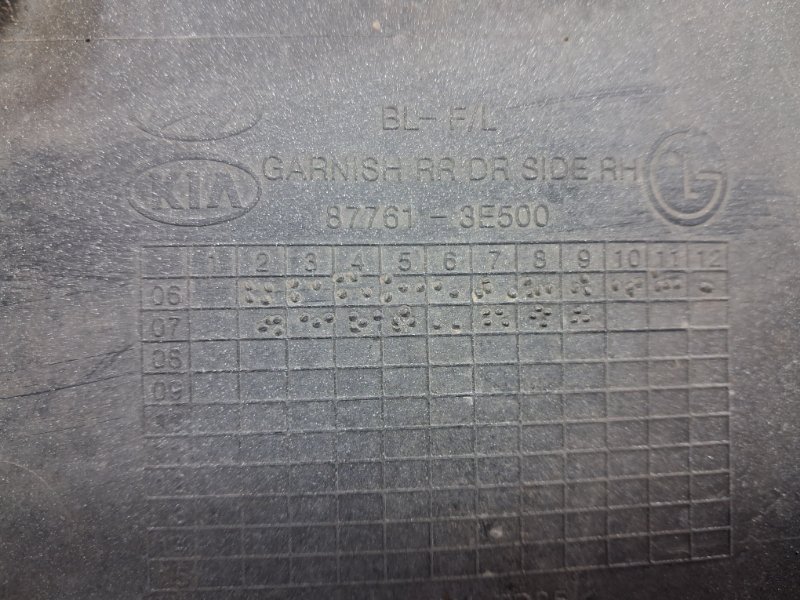 BL- F/L
KIA GARNISH RR DR SIDE RH LG
87761 - 3E500
1 2 3 4 5 6 7 8 9 10 11 12
06
07
08
09